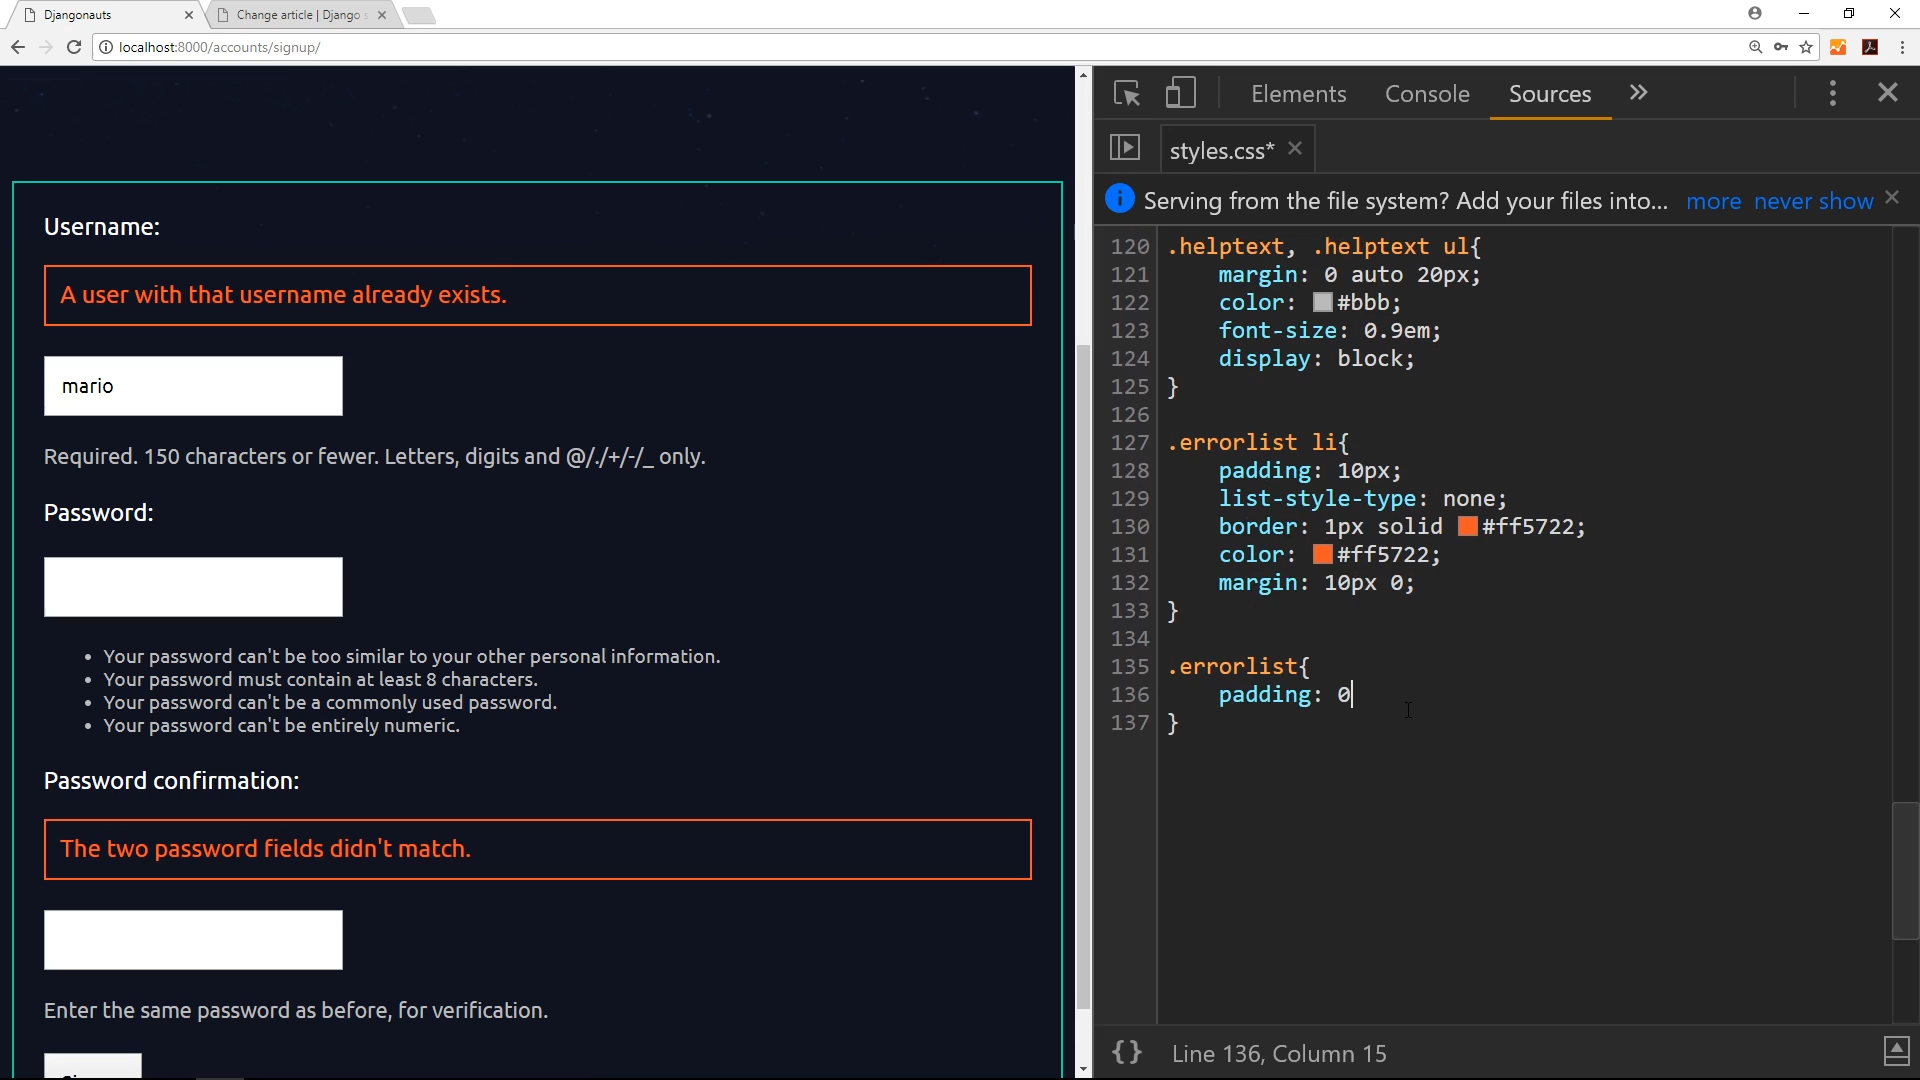 Djangonauts
Change article | Django s
localhost:8000/accounts/signup/
Username:
A user with that username already exists.
mario
Required. 150 characters or fewer. Letters, digits and @/./+/-/_ only.
Password:
• Your password can't be too similar to your other personal information.
• Your password must contain at least 8 characters.
• Your password can't be a commonly used password.
• Your password can't be entirely numeric.
Password confirmation:
The two password fields didn't match.
Enter the same password as before, for verification.
Elements Console Sources »
styles.css*
Serving from the file system? Add your files into... more never show
120 .helptext, .helptext ul{
121 margin: 0 auto 20px;
122 color: #bbb;
123 font-size: 0.9em;
124 display: block;
125 }
126
127 .errorlist li{
128 padding: 10px;
129 list-style-type: none;
130 border: 1px solid #ff5722;
131 color: #ff5722;
132 margin: 10px 0;
133 }
134
135 .errorlist{
136 padding: 0
137 }
{} Line 136, Column 15